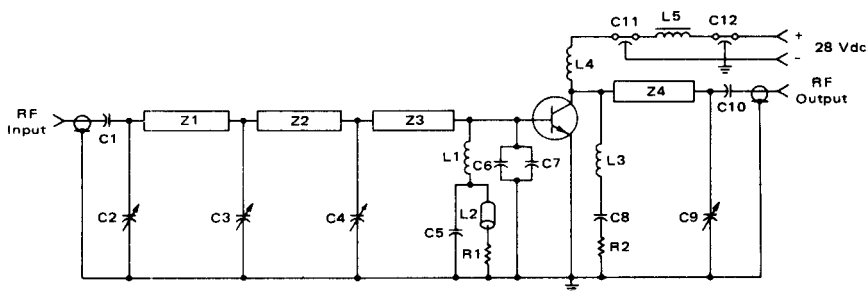 C11
L5
C12
+
28 Vdc
-
L4
RF
Input
C1
Z1
Z2
Z3
Z4
C10
RF
Output
L1
C6
C7
L3
C2
C3
C4
C5
L2
R1
C8
R2
C9